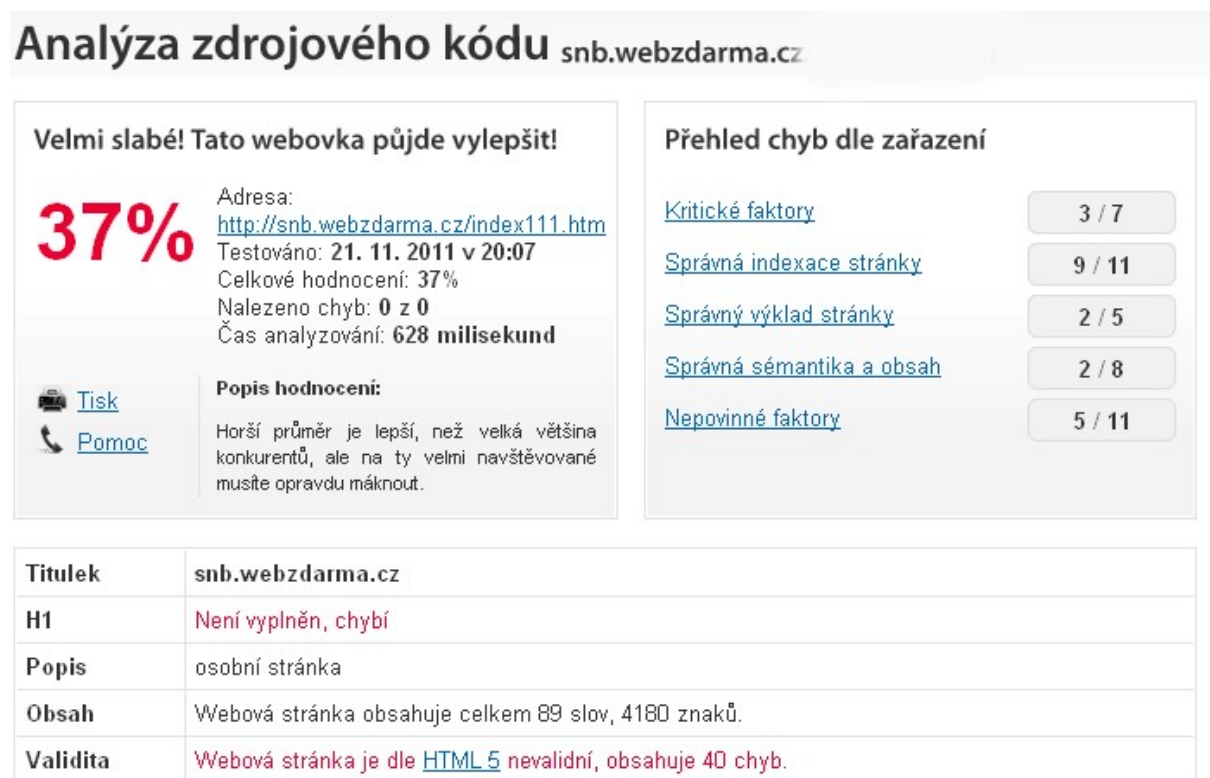 Analýza zdrojového kódu snb.webzdarma.cz
Velmi slabé! Tato webovka půjde vylepšit!
37%
Adresa:
http://snb.webzdarma.cz/index111.htm
Testováno: 21. 11. 2011 v 20:07
Celkové hodnocení: 37%
Nalezeno chyb: 0 z 0
Čas analyzování: 628 milisekund
Tisk
Pomoc
Popis hodnocení:
Horší průměr je lepší, než velká většina
konkurentů, ale na ty velmi navštěvované
musíte opravdu máknout.
Přehled chyb dle zařazení
Kritické faktory 3 / 7
Správná indexace stránky 9 / 11
Správný výklad stránky 2 / 5
Správná sémantika a obsah 2 / 8
Nepovinné faktory 5 / 11
Titulek snb.webzdarma.cz
H1 Není vyplněn, chybí
Popis osobní stránka
Obsah Webová stránka obsahuje celkem 89 slov, 4180 znaků.
Validita Webová stránka je dle HTML 5 nevalidní, obsahuje 40 chyb.